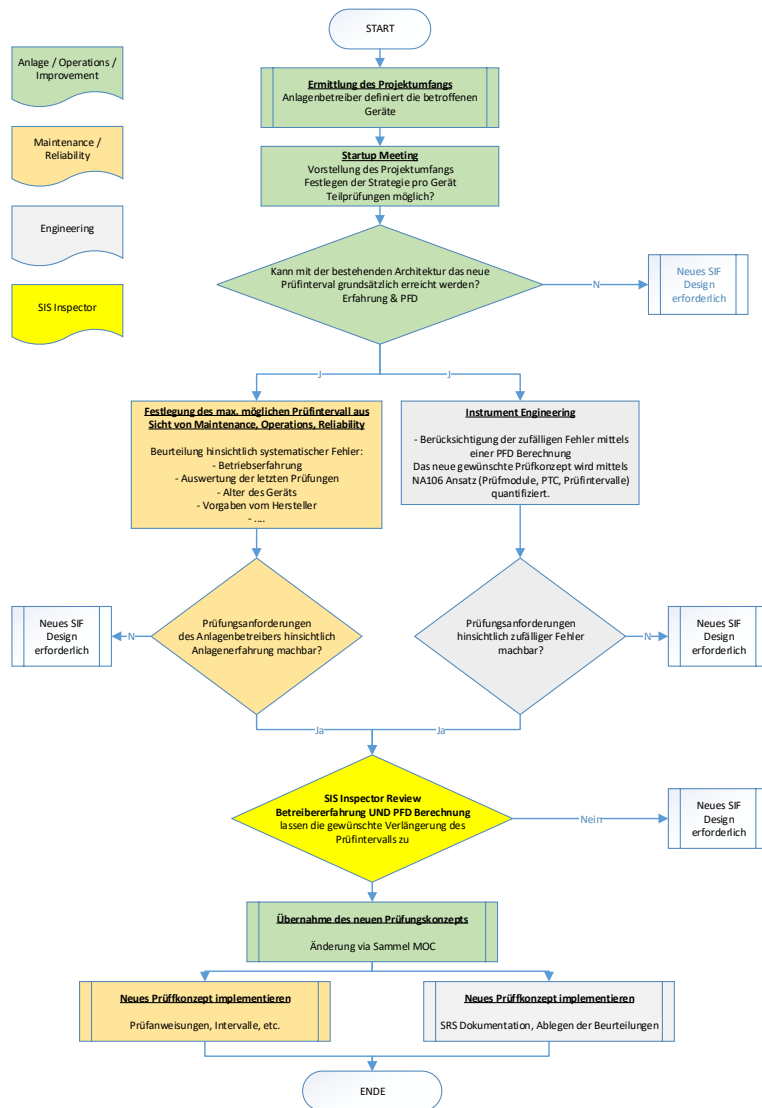 START
Anlage / Operations /
Improvement
Ermittlung des Projektumfangs
Anlagenbetreiber definiert die betroffenen
Geräte
Maintenance /
Reliability
Startup Meeting
Vorstellung des Projektumfangs
Festlegen der Strategie pro Gerät
Teilprüfungen möglich?
Engineering
SIS Inspector
Kann mit der bestehenden Architektur das neue
Prüfinterval grundsätzlich erreicht werden?
Erfahrung & PFD
N
Neues SIF
Design
erforderlich
J
J
Festlegung des max. möglichen Prüfintervall aus
Sicht von Maintenance, Operations, Reliability
Beurteilung hinsichtlich systematischer Fehler:
- Betriebserfahrung
- Auswertung der letzten Prüfungen
- Alter des Geräts
- Vorgaben vom Hersteller
- ....
Instrument Engineering
- Berücksichtigung der zufälligen Fehler mittels
einer PFD Berechnung
Das neue gewünschte Prüfkonzept wird mittels
NA106 Ansatz (Prüfmodule, PTC, Prüfintervalle)
quantifiziert.
Neues SIF
Design
erforderlich
N
Prüfungsanforderungen
des Anlagenbetreibers hinsichtlich
Anlagenerfahrung machbar?
Prüfungsanforderungen
hinsichtlich zufälliger Fehler
machbar?
N
Neues SIF
Design
erforderlich
Ja
Ja
SIS Inspector Review
Betreibererfahrung UND PFD Berechnung
lassen die gewünschte Verlängerung des
Prüfintervalls zu
Nein
Neues SIF
Design
erforderlich
Übernahme des neuen Prüfungskonzepts
Änderung via Sammel MOC
Neues Prüffkonzept implementieren
Prüfanweisungen, Intervalle, etc.
Neues Prüffkonzept implementieren
SRS Dokumentation, Ablegen der Beurteilungen
ENDE